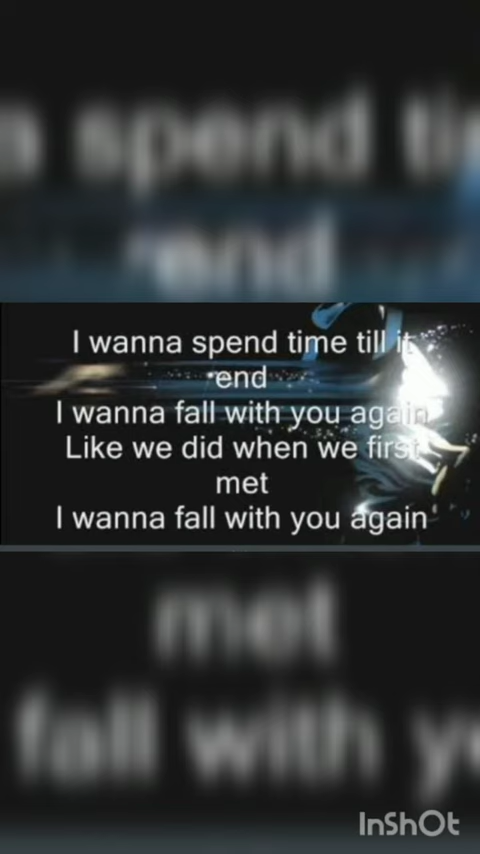 a spend ti
end
I wanna spend time till it
end
I wanna fall with you again
Like we did when we first
met
I wanna fall with you again
met
fall with y
InShOt